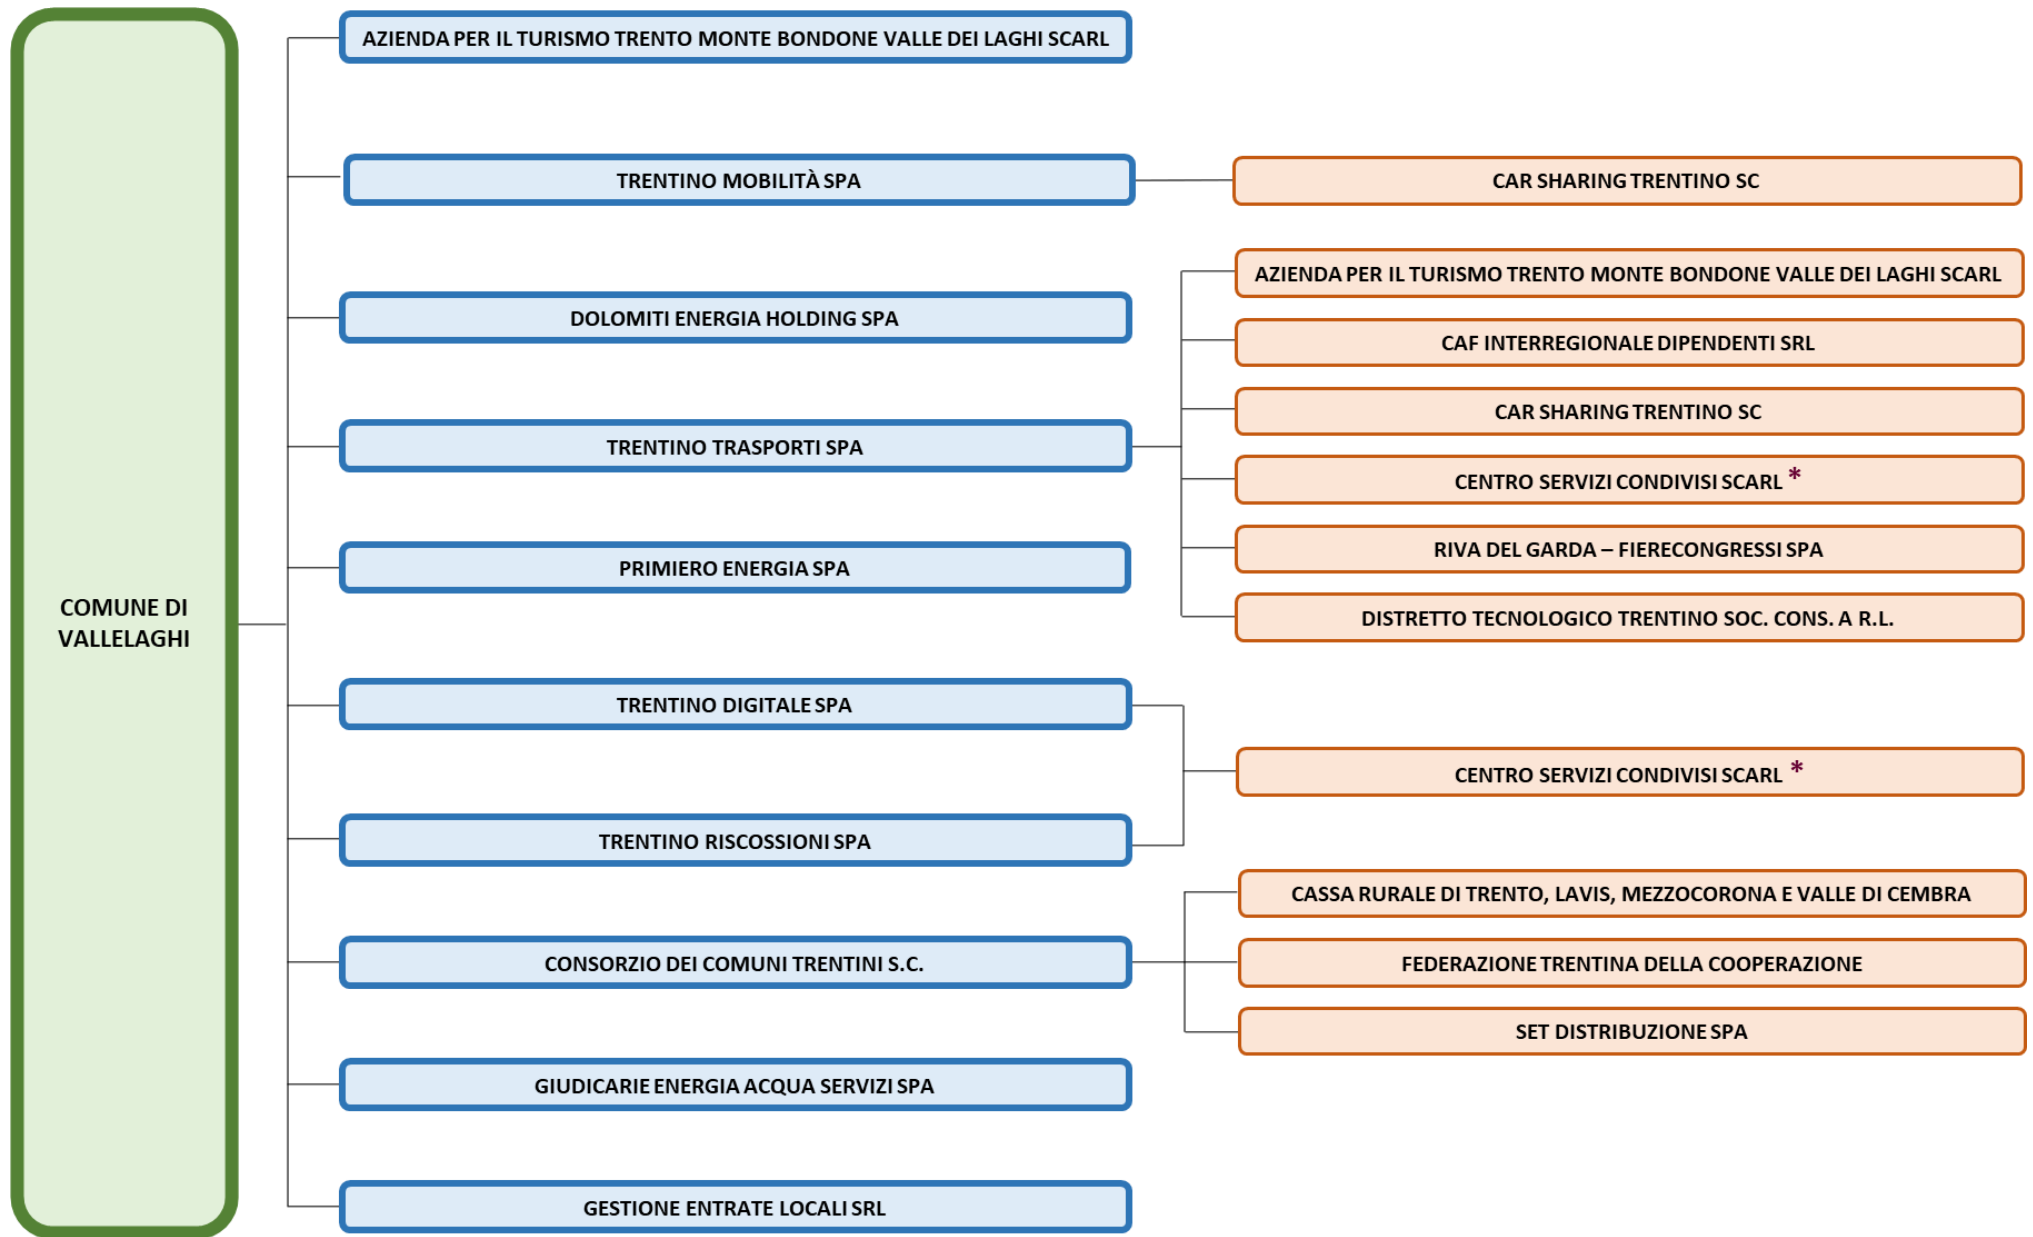 COMUNE DI
VALLELAGHI
AZIENDA PER IL TURISMO TRENTO MONTE BONDONE VALLE DEI LAGHI SCARL
TRENTINO MOBILITÀ SPA
CAR SHARING TRENTINO SC
DOLOMITI ENERGIA HOLDING SPA
TRENTINO TRASPORTI SPA
AZIENDA PER IL TURISMO TRENTO MONTE BONDONE VALLE DEI LAGHI SCARL
CAF INTERREGIONALE DIPENDENTI SRL
CAR SHARING TRENTINO SC
CENTRO SERVIZI CONDIVISI SCARL *
RIVA DEL GARDA – FIERECONGRESSI SPA
DISTRETTO TECNOLOGICO TRENTINO SOC. CONS. A R.L.
PRIMIERO ENERGIA SPA
TRENTINO DIGITALE SPA
TRENTINO RISCOSSIONI SPA
CENTRO SERVIZI CONDIVISI SCARL *
CONSORZIO DEI COMUNI TRENTINI S.C.
CASSA RURALE DI TRENTO, LAVIS, MEZZOCORONA E VALLE DI CEMBRA
FEDERAZIONE TRENTINA DELLA COOPERAZIONE
SET DISTRIBUZIONE SPA
GIUDICARIE ENERGIA ACQUA SERVIZI SPA
GESTIONE ENTRATE LOCALI SRL